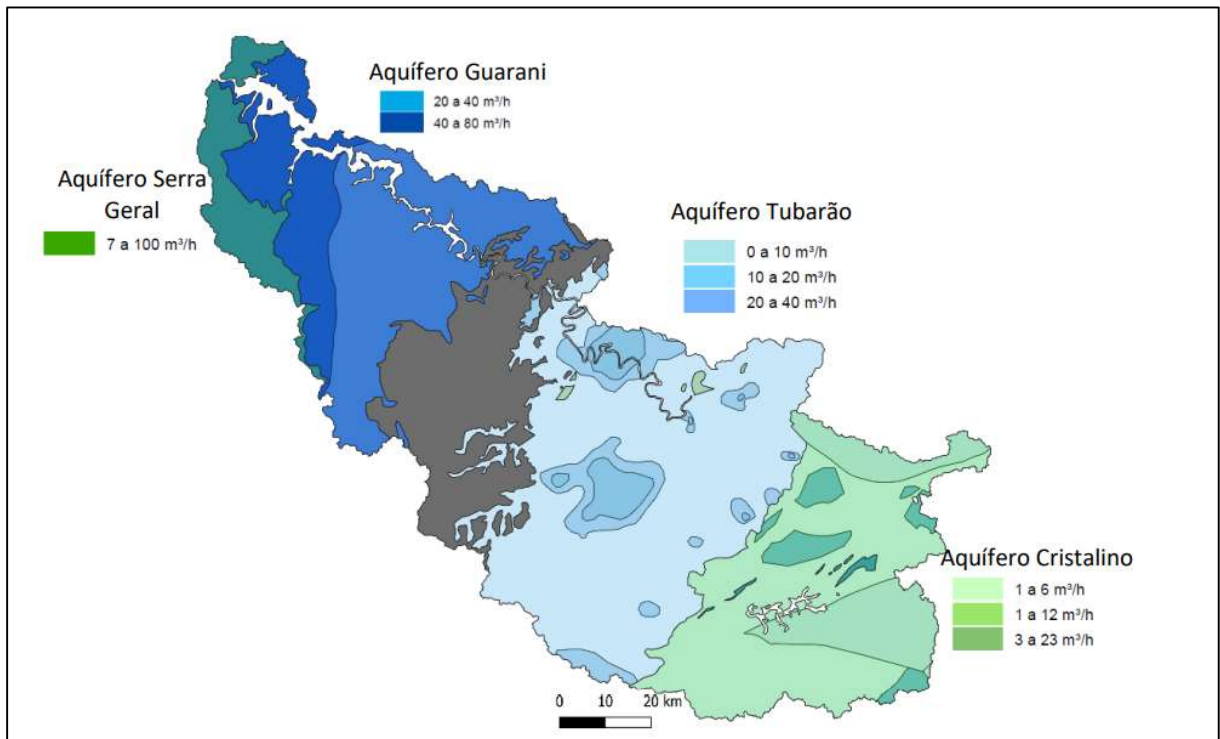 Aquífero Guarani
20 a 40 m³/h
40 a 80 m³/h
Aquífero Serra
Geral
7 a 100 m³/h
Aquífero Tubarão
0 a 10 m³/h
10 a 20 m³/h
20 a 40 m³/h
Aquífero Cristalino
1 a 6 m³/h
1 a 12 m³/h
3 a 23 m³/h
0 10 20 km